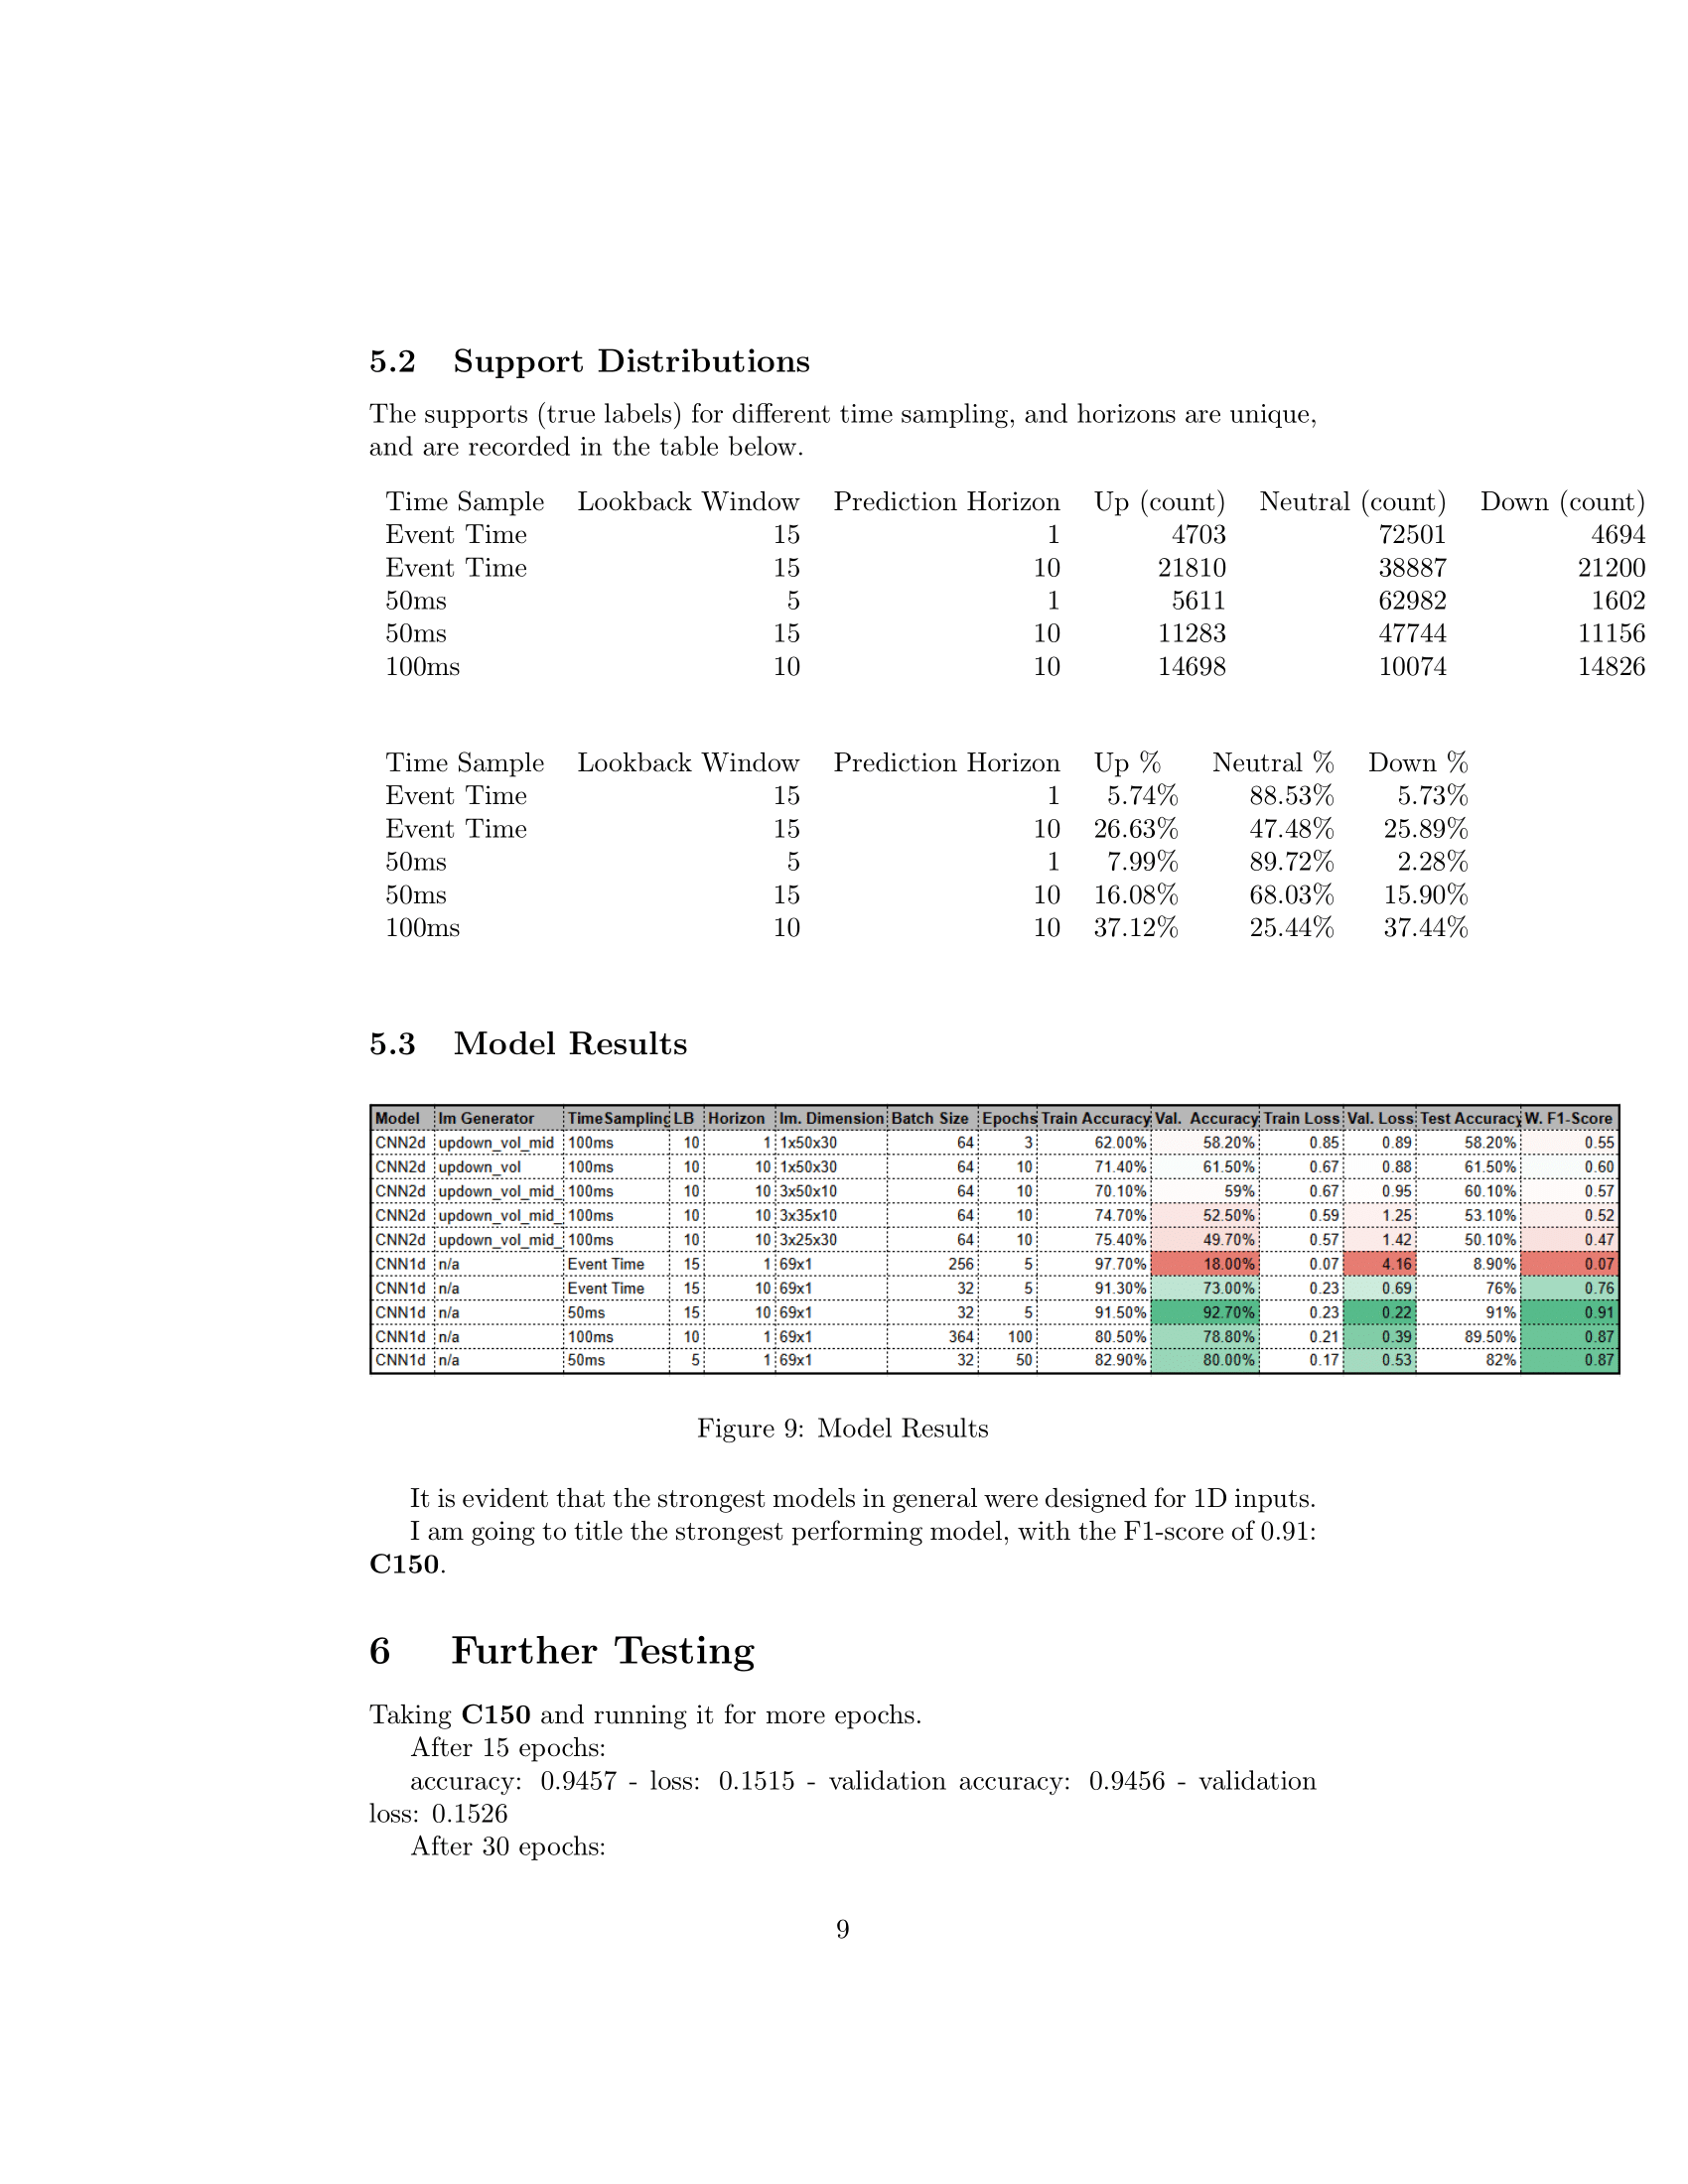 5.2 Support Distributions
The supports (true labels) for different time sampling, and horizons are unique,
and are recorded in the table below.
Time Sample Lookback Window Prediction Horizon Up (count) Neutral (count) Down (count)
Event Time 15 1 4703 72501 4694
Event Time 15 10 21810 38887 21200
50ms 5 1 5611 62982 1602
50ms 15 10 11283 47744 11156
100ms 10 10 14698 10074 14826
Time Sample Lookback Window Prediction Horizon Up % Neutral % Down %
Event Time 15 1 5.74% 88.53% 5.73%
Event Time 15 10 26.63% 47.48% 25.89%
50ms 5 1 7.99% 89.72% 2.28%
50ms 15 10 16.08% 68.03% 15.90%
100ms 10 10 37.12% 25.44% 37.44%
5.3 Model Results
Model Im Generator TimeSampling LB Horizon Im. Dimension Batch Size Epochs Train Accuracy Val. Accuracy Train Loss Val. Loss Test Accuracy W. F1-Score
CNN2d updown_vol_mid 100ms 10 1 1x50x30 64 3 62.00% 58.20% 0.85 0.89 58.20% 0.55
CNN2d updown_vol 100ms 10 10 1x50x30 64 10 71.40% 61.50% 0.67 0.88 61.50% 0.60
CNN2d updown_vol_mid_ 100ms 10 10 3x50x10 64 10 70.10% 59% 0.67 0.95 60.10% 0.57
CNN2d updown_vol_mid_ 100ms 10 10 3x35x10 64 10 74.70% 52.50% 0.59 1.25 53.10% 0.52
CNN2d updown_vol_mid_ 100ms 10 10 3x25x30 64 10 75.40% 49.70% 0.57 1.42 50.10% 0.47
CNN1d n/a Event Time 15 1 69x1 256 5 97.70% 18.00% 0.07 4.16 8.90% 0.07
CNN1d n/a Event Time 15 10 69x1 32 5 91.30% 73.00% 0.23 0.69 76% 0.76
CNN1d n/a 50ms 15 10 69x1 32 5 91.50% 92.70% 0.23 0.22 91% 0.91
CNN1d n/a 100ms 10 1 69x1 364 100 80.50% 78.80% 0.21 0.39 89.50% 0.87
CNN1d n/a 50ms 5 1 69x1 32 50 82.90% 80.00% 0.17 0.53 82% 0.87
Figure 9: Model Results
It is evident that the strongest models in general were designed for 1D inputs.
I am going to title the strongest performing model, with the F1-score of 0.91:
C150.
6 Further Testing
Taking C150 and running it for more epochs.
After 15 epochs:
accuracy: 0.9457 - loss: 0.1515 - validation accuracy: 0.9456 - validation
loss: 0.1526
After 30 epochs:
9